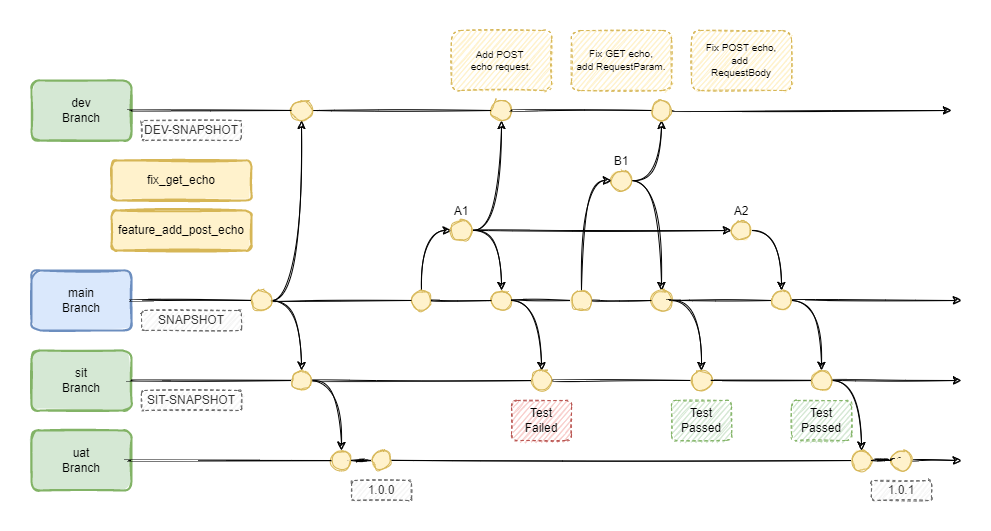 Add POST
echo request.
Fix GET echo,
add RequestParam.
Fix POST echo,
add
RequestBody
dev
Branch
DEV-SNAPSHOT
B1
fix_get_echo
A1
A2
feature_add_post_echo
main
Branch
SNAPSHOT
sit
Branch
SIT-SNAPSHOT
Test
Failed
Test
Passed
Test
Passed
uat
Branch
1.0.0
1.0.1